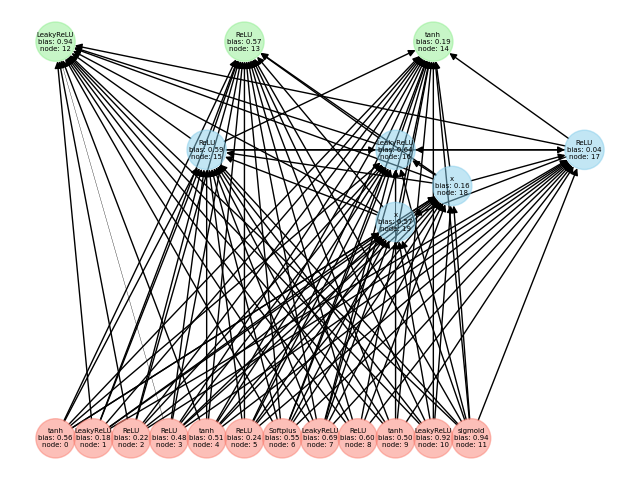 LeakyReLU
bias: 0.94
node: 12
ReLU
bias: 0.57
node: 13
tanh
bias: 0.19
node: 14
ReLU
bias: 0.59
node: 15
LeakyReLU
bias: 0.64
node: 16
ReLU
bias: 0.04
node: 17
x
bias: 0.16
node: 18
x
bias: 0.57
node: 19
tanh
bias: 0.56
node: 0
LeakyReLU
bias: 0.18
node: 1
ReLU
bias: 0.22
node: 2
ReLU
bias: 0.48
node: 3
tanh
bias: 0.51
node: 4
ReLU
bias: 0.24
node: 5
Softplus
bias: 0.55
node: 6
LeakyReLU
bias: 0.69
node: 7
ReLU
bias: 0.60
node: 8
tanh
bias: 0.50
node: 9
LeakyReLU
bias: 0.92
node: 10
sigmoid
bias: 0.94
node: 11